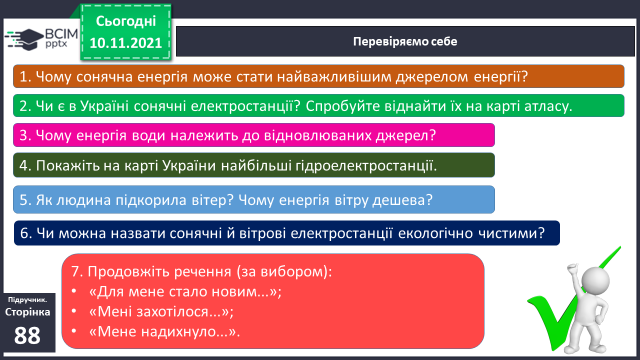 Сьогодні
10.11.2021
BCIM
pptx
Перевіряємо себе
1. Чому сонячна енергія може стати найважливішим джерелом енергії?
2. Чи є в Україні сонячні електростанції? Спробуйте віднайти їх на карті атласу.
3. Чому енергія води належить до відновлюваних джерел?
4. Покажіть на карті України найбільші гідроелектростанції.
5. Як людина підкорила вітер? Чому енергія вітру дешева?
6. Чи можна назвати сонячні й вітрові електростанції екологічно чистими?
7. Продовжіть речення (за вибором):
• «Для мене стало новим...»;
• «Мені захотілося...»;
• «Мене надихнуло...».
Підручник.
Сторінка
88